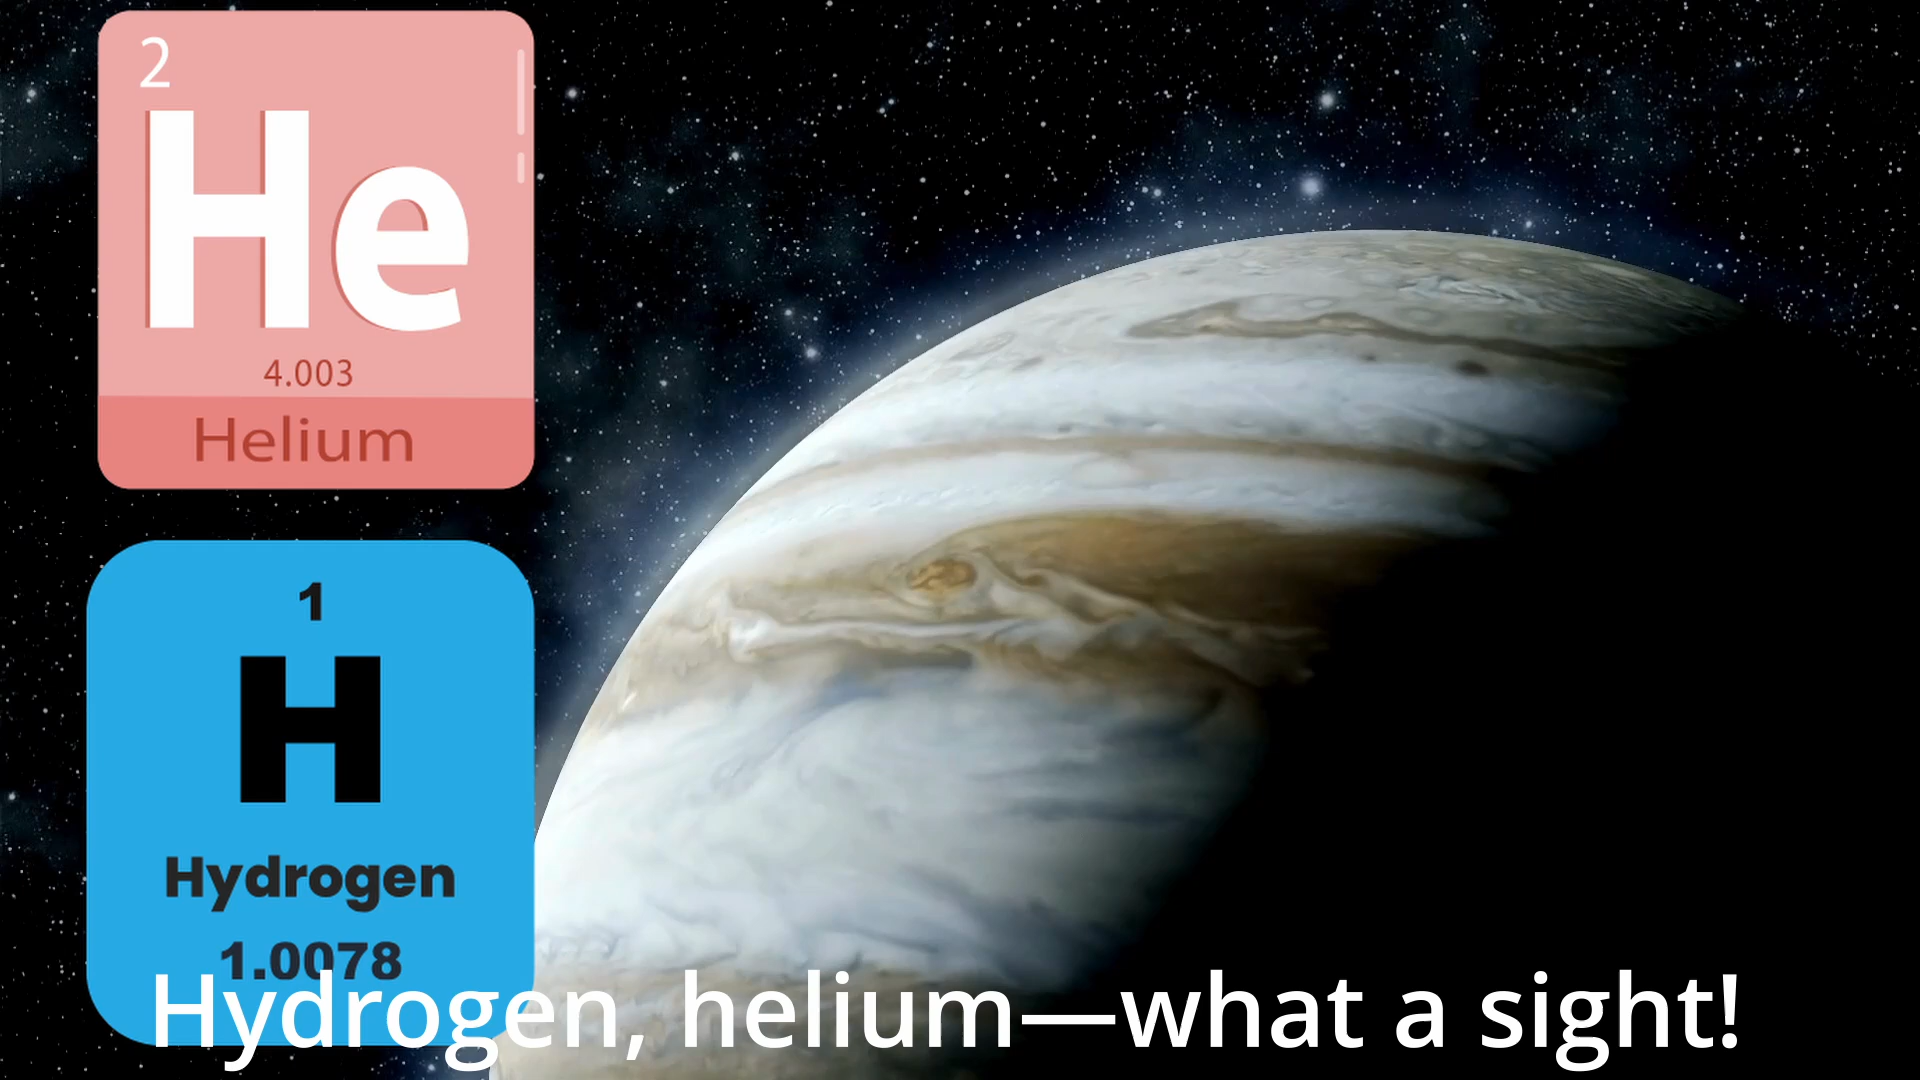 2
He
4.003
Helium
1
H
Hydrogen
1.0078
Hydrogen, helium—what a sight!